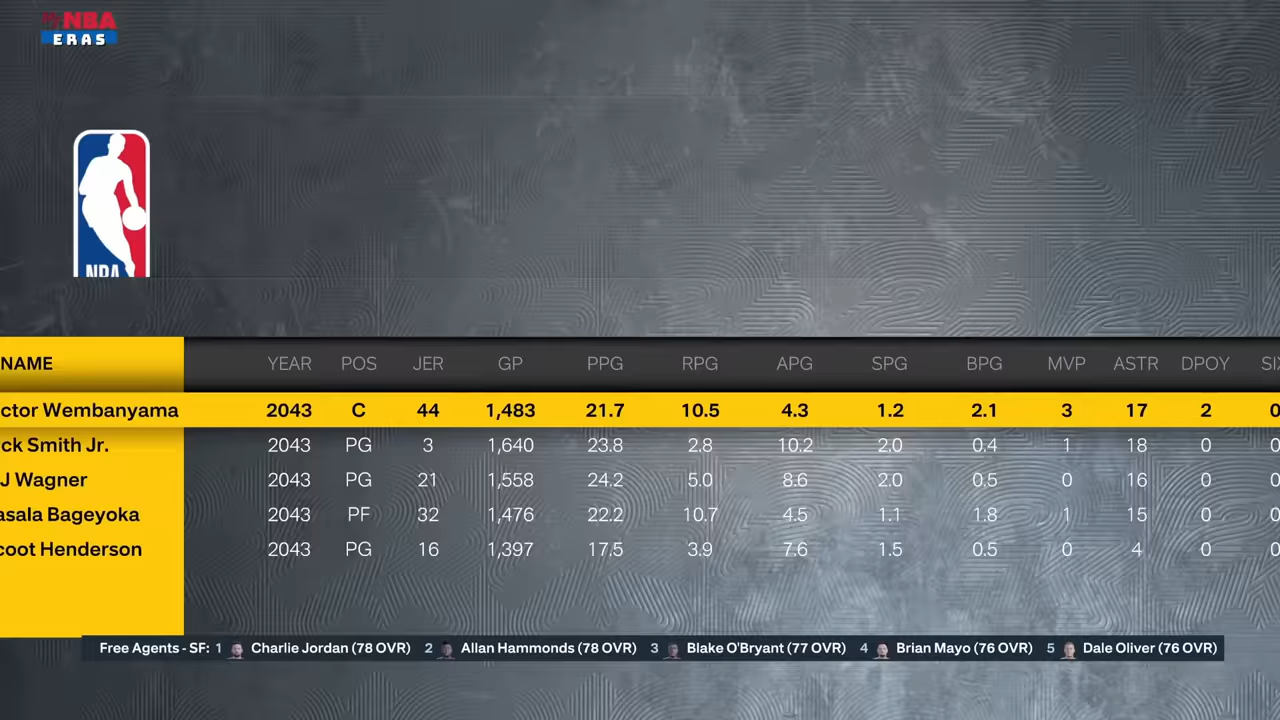 NBA
ERAS
NBA
NAME YEAR POS JER GP PPG RPG APG SPG BPG MVP ASTR DPOY SIX
ctor Wembanyama 2043 C 44 1,483 21.7 10.5 4.3 1.2 2.1 3 17 2 0
ck Smith Jr. 2043 PG 3 1,640 23.8 2.8 10.2 2.0 0.4 1 18 0 0
J Wagner 2043 PG 21 1,558 24.2 5.0 8.6 2.0 0.5 0 16 0 0
asala Bageyoka 2043 PF 32 1,476 22.2 10.7 4.5 1.1 1.8 1 15 0 0
coot Henderson 2043 PG 16 1,397 17.5 3.9 7.6 1.5 0.5 0 4 0 0
Free Agents - SF: 1 Charlie Jordan (78 OVR) 2 Allan Hammonds (78 OVR) 3 Blake O'Bryant (77 OVR) 4 Brian Mayo (76 OVR) 5 Dale Oliver (76 OVR)